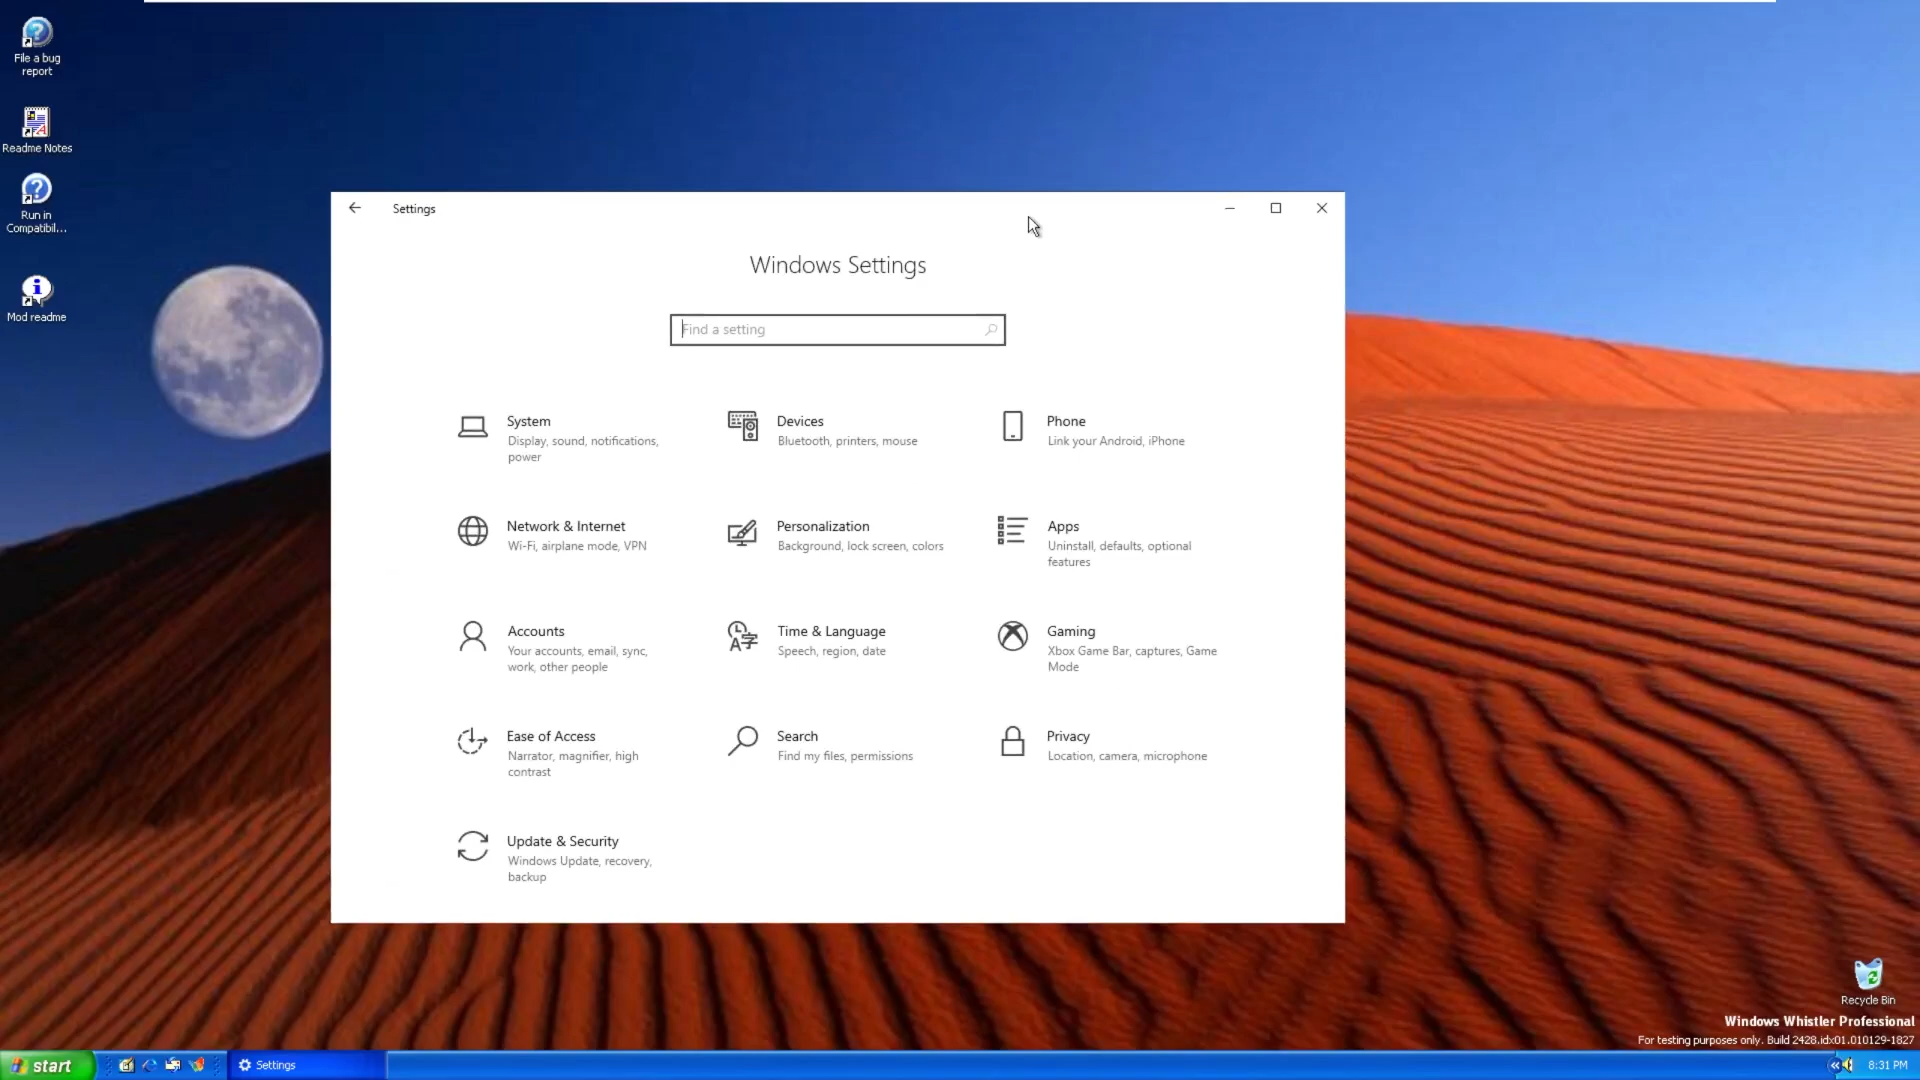 File a bug
report
Readme Notes
Run in
Compatibil...
Mod readme
Settings
Windows Settings
Find a setting
System
Display, sound, notifications,
power
Devices
Bluetooth, printers, mouse
Phone
Link your Android, iPhone
Network & Internet
Wi-Fi, airplane mode, VPN
Personalization
Background, lock screen, colors
Apps
Uninstall, defaults, optional
features
Accounts
Your accounts, email, sync,
work, other people
Time & Language
Speech, region, date
Gaming
Xbox Game Bar, captures, Game
Mode
Ease of Access
Narrator, magnifier, high
contrast
Search
Find my files, permissions
Privacy
Location, camera, microphone
Update & Security
Windows Update, recovery,
backup
Recycle Bin
Windows Whistler Professional
For testing purposes only. Build 2428.idx01.010129-1827
start
Settings
8:31 PM